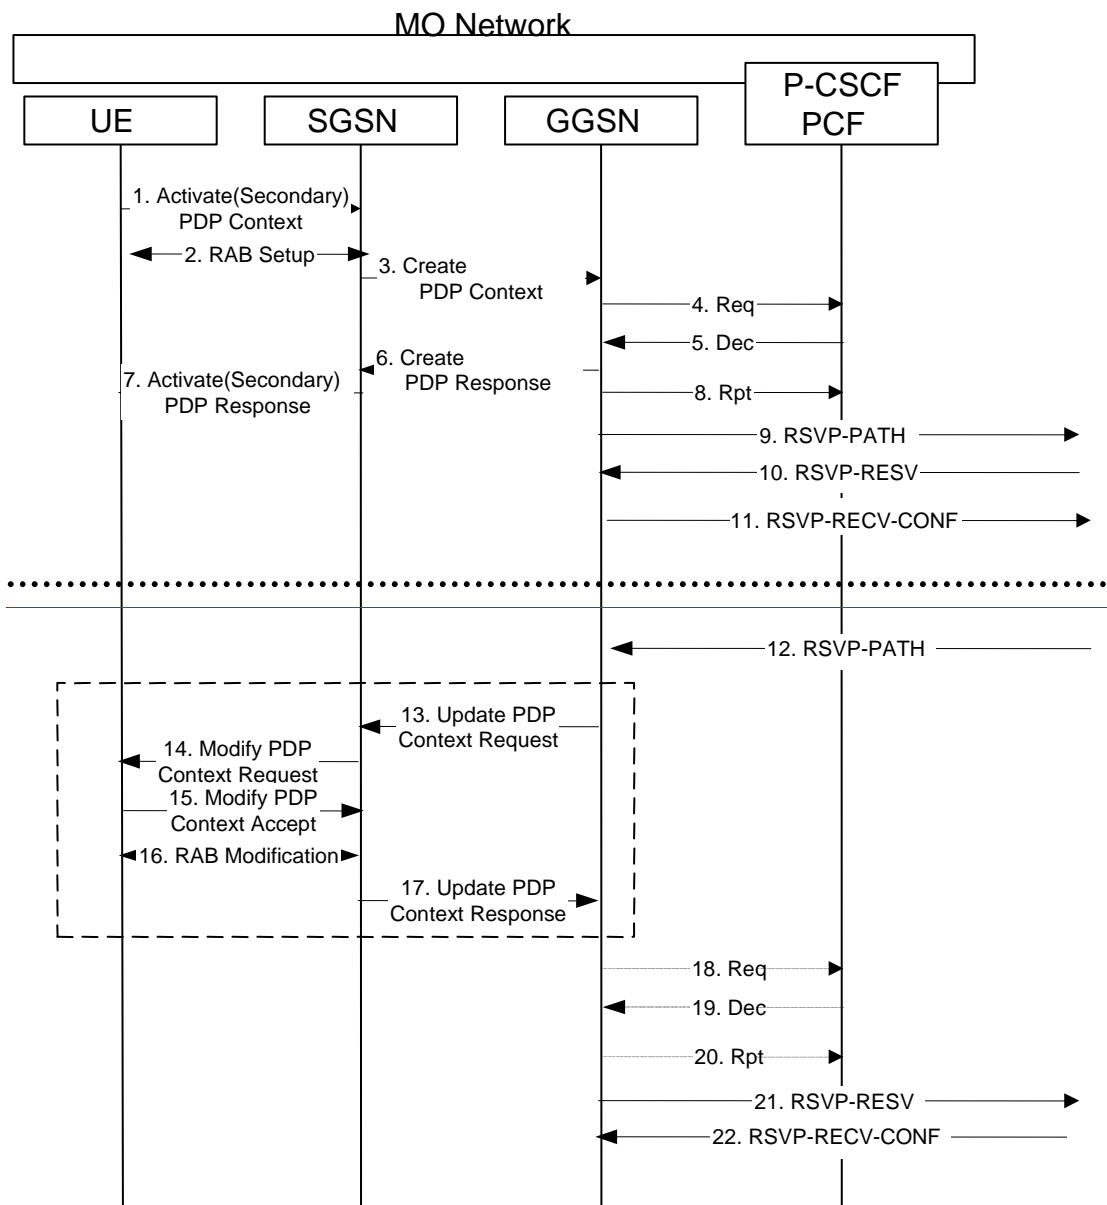 MO Network
P-CSCF
PCF
UE
SGSN
GGSN
1. Activate(Secondary)
PDP Context
2. RAB Setup
3. Create
PDP Context
4. Req
5. Dec
6. Create
PDP Response
7. Activate(Secondary)
PDP Response
8. Rpt
9. RSVP-PATH
10. RSVP-RESV
11. RSVP-RECV-CONF
12. RSVP-PATH
13. Update PDP
Context Request
14. Modify PDP
Context Request
15. Modify PDP
Context Accept
16. RAB Modification
17. Update PDP
Context Response
18. Req
19. Dec
20. Rpt
21. RSVP-RESV
22. RSVP-RECV-CONF